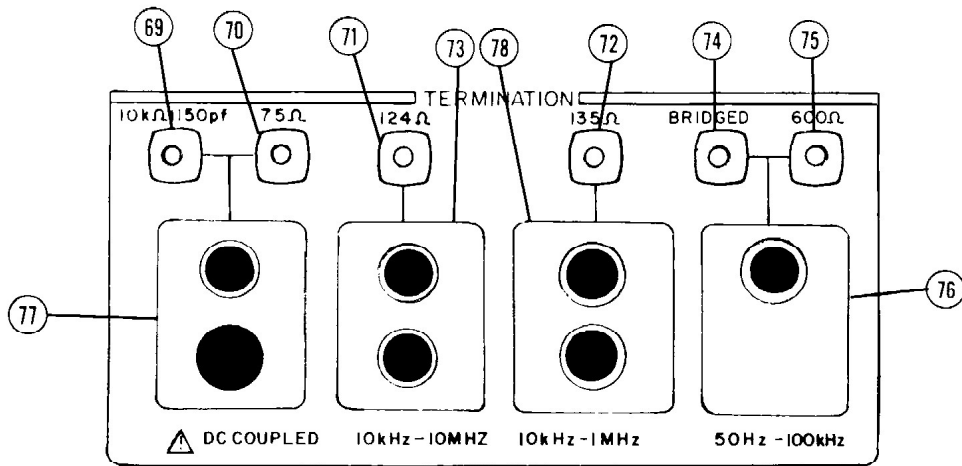 69 70 71 73 78 72 74 75
TERMINATION
10kΩ 1150pf 75Ω 124Ω 135Ω BRIDGED 600Ω
77 76
⚠ DC COUPLED 10kHz-10MHZ 10kHz-1MHz 50Hz-100kHz